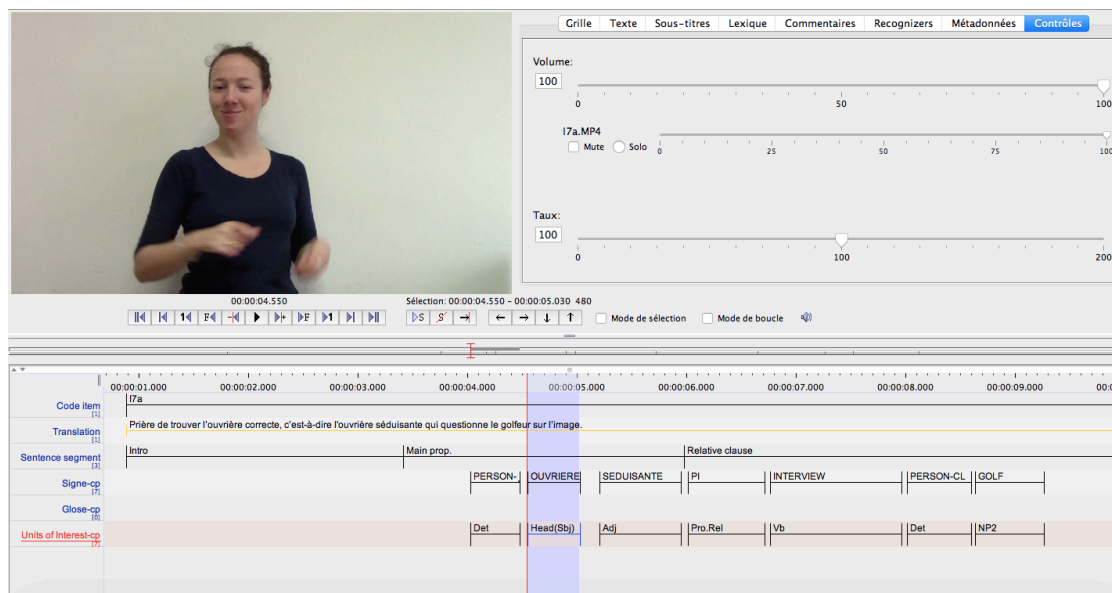 Grille Texte Sous-titres Lexique Commentaires Recognizers Métadonnées Contrôles
Volume:
100
0 50 100
I7a.MP4
Mute Solo 0 25 50 75 100
Taux:
100
0 100 200
00:00:04.550 Sélection: 00:00:04.550 - 00:00:05.030 480
1 F F 1 S S Mode de sélection Mode de boucle
00:00:01.000 00:00:02.000 00:00:03.000 00:00:04.000 00:00:05.000 00:00:06.000 00:00:07.000 00:00:08.000 00:00:09.000 00:0
Code item [1] I7a
Translation [1] Prière de trouver l'ouvrière correcte, c'est-à-dire l'ouvrière séduisante qui questionne le golfeur sur l'image.
Sentence segment [3] Intro Main prop. Relative clause
Signe-cp [7] PERSON- OUVRIERE SEDUISANTE PI INTERVIEW PERSON-CL GOLF
Glose-cp [0]
Units of Interest-cp [7] Det Head(Sbj) Adj Pro.Rel Vb Det NP2